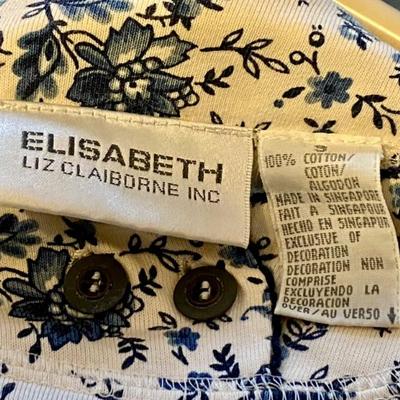 ELISABETH
LIZ CLAIBORNE INC
S
100% COTTON/
COTON/
ALGODON
MADE IN SINGAPORE
FAIT À SINGAPOUR
HECHO EN SINGAPUR
EXCLUSIVE OF
DECORATION
DECORATION NON
COMPRISE
EXCLUYENDO LA
DECORACION
OVER/AU VERSO